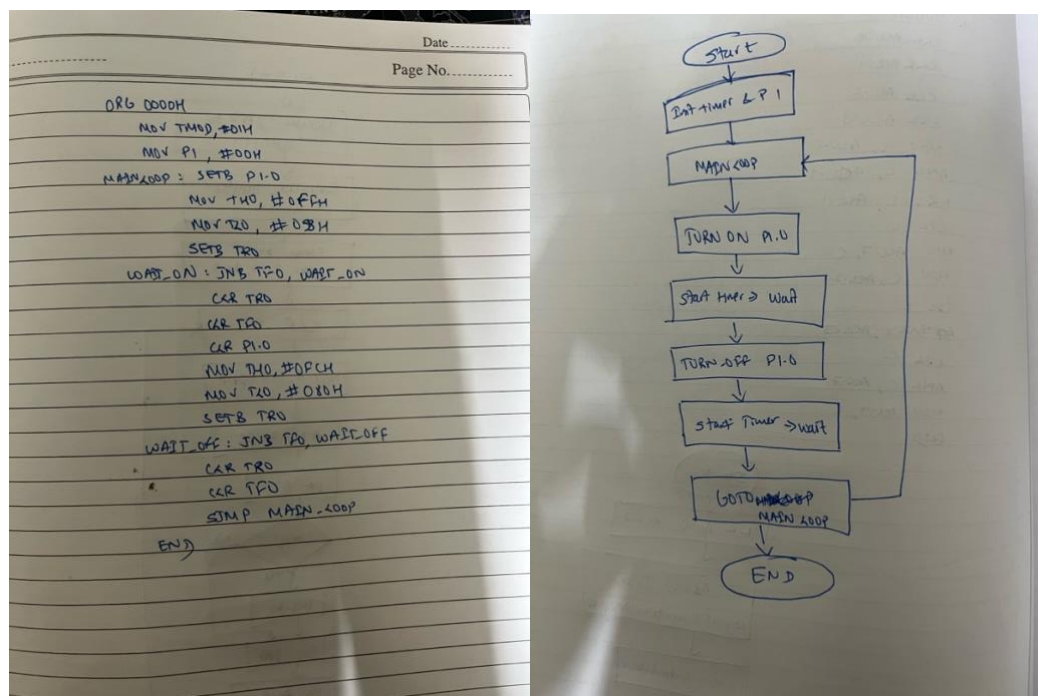 Date
Page No.
ORG 0000H
MOV TMOD, #01H
MOV P1, #00H
MAINLOOP : SETB P1.0
MOV TH0, #0FFH
MOV TL0, #
SETB TR0
WAIT_ON : JNB TF0, WAIT_ON
CLR TR0
CLR TF0
CLR P1.0
MOV TH0, #0FCH
MOV TL0, #080H
SETB TR0
WAIT_OFF : JNB TF0, WAIT_OFF
CLR TR0
CLR TF0
SJMP MAIN_LOOP
END
Start
Init timer & P1
MAIN LOOP
TURN ON P1.0
Start timer → Wait
TURN OFF P1.0
Start Timer → Wait
GOTO
MAIN LOOP
END